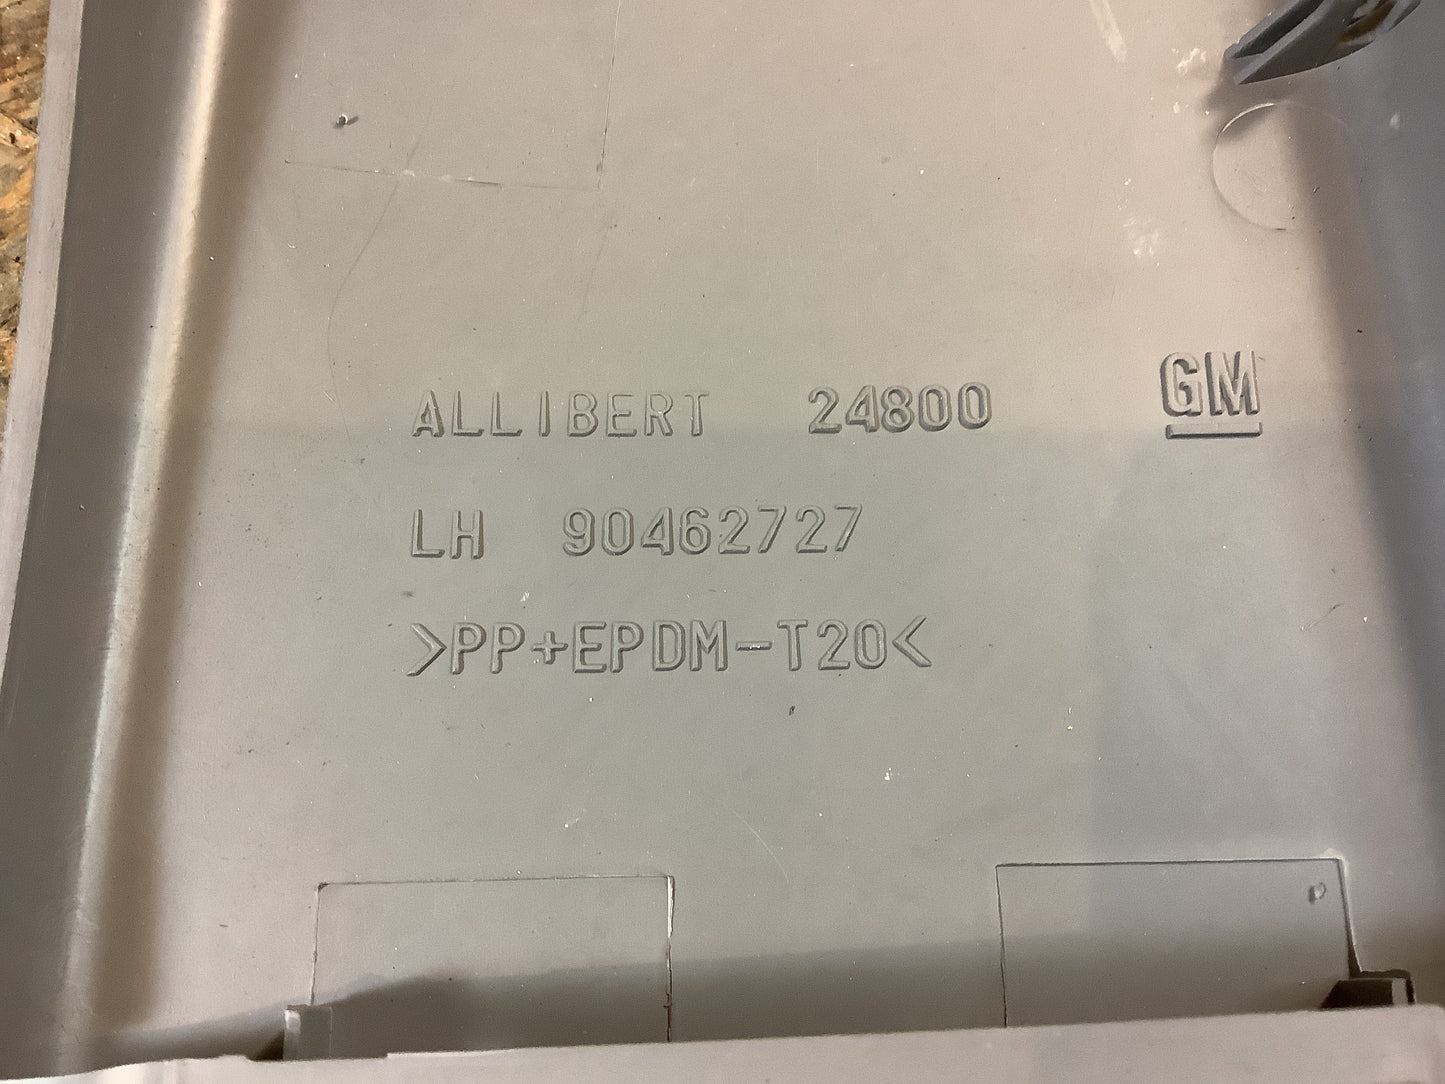 ALLIBERT 24800 GM
LH 90462727
>PP+EPDM-T20<